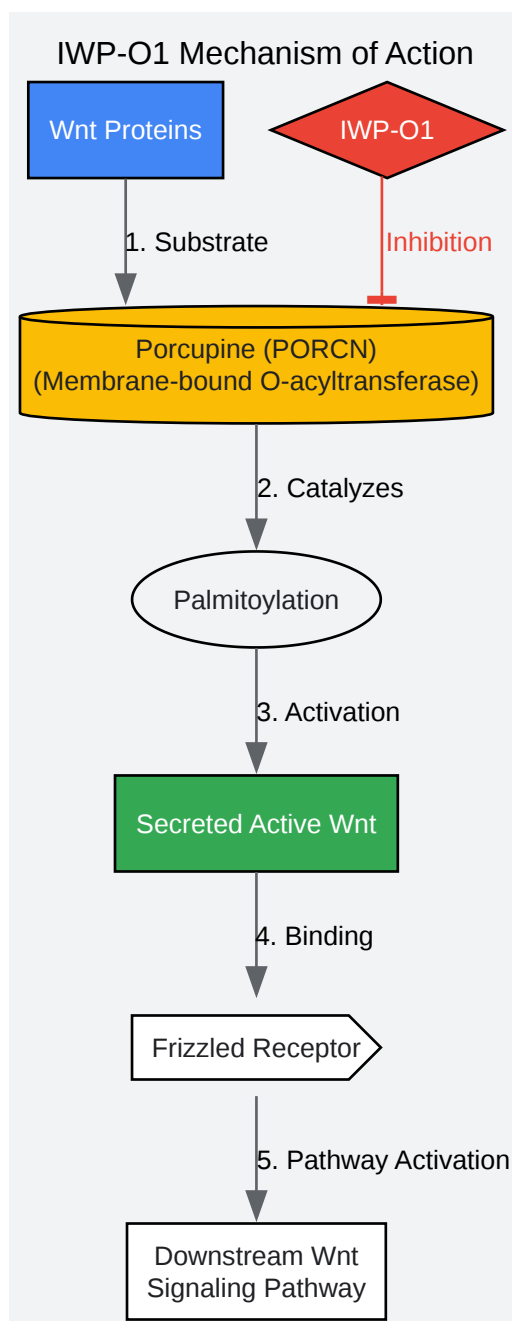 IWP-O1 Mechanism of Action
Wnt Proteins
IWP-O1
1. Substrate
Inhibition
Porcupine (PORCN)
(Membrane-bound O-acyltransferase)
2. Catalyzes
Palmitoylation
3. Activation
Secreted Active Wnt
4. Binding
Frizzled Receptor
5. Pathway Activation
Downstream Wnt
Signaling Pathway